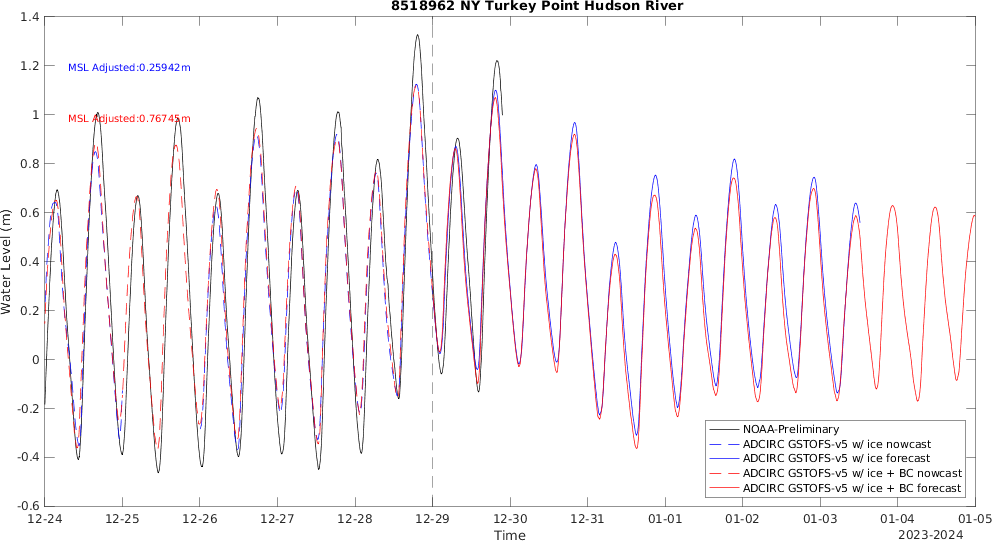 8518962 NY Turkey Point Hudson River
1.4
1.2
1
0.8
0.6
0.4
0.2
0
-0.2
-0.4
-0.6
Water Level (m)
MSL Adjusted:0.25942m
MSL Adjusted:0.76745m
NOAA-Preliminary
ADCIRC GSTOFS-v5 w/ ice nowcast
ADCIRC GSTOFS-v5 w/ ice forecast
ADCIRC GSTOFS-v5 w/ ice + BC nowcast
ADCIRC GSTOFS-v5 w/ ice + BC forecast
12-24 12-25 12-26 12-27 12-28 12-29 12-30 12-31 01-01 01-02 01-03 01-04 01-05
Time
2023-2024